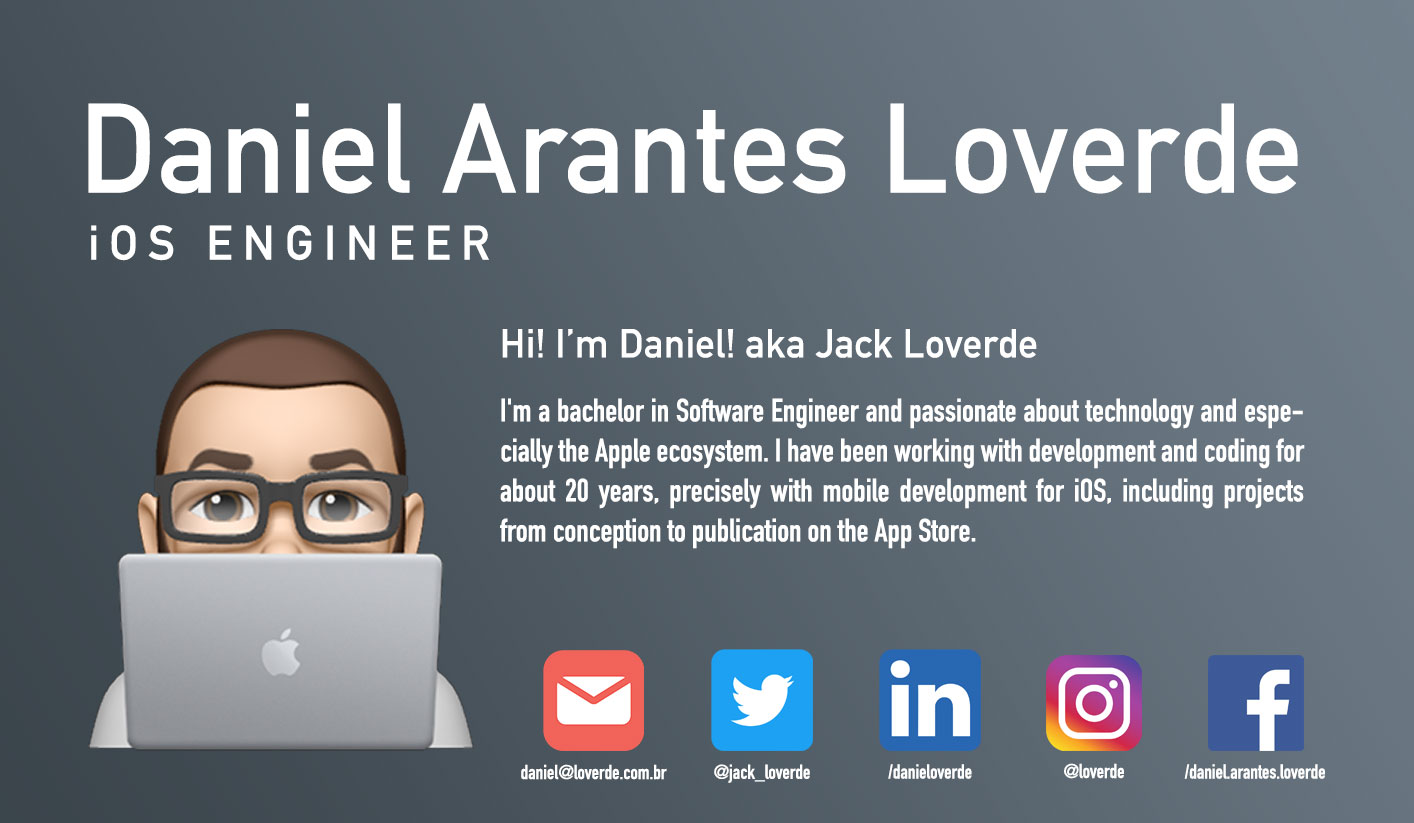 Daniel Arantes Loverde
iOS ENGINEER
Hi! I’m Daniel! aka Jack Loverde
I'm a bachelor in Software Engineer and passionate about technology and espe-
cially the Apple ecosystem. I have been working with development and coding for
about 20 years, precisely with mobile development for iOS, including projects
from conception to publication on the App Store.
in
f
daniel@loverde.com.br
@jack_loverde
/danieloverde
@loverde
/daniel.arantes.loverde